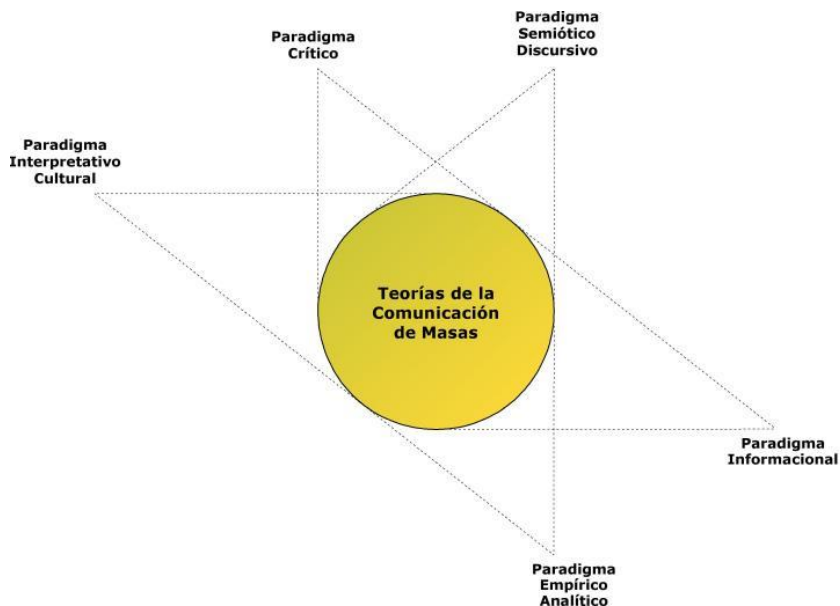 Paradigma
Crítico
Paradigma
Semiótico
Discursivo
Paradigma
Interpretativo
Cultural
Teorías de la
Comunicación
de Masas
Paradigma
Informacional
Paradigma
Empírico
Analítico